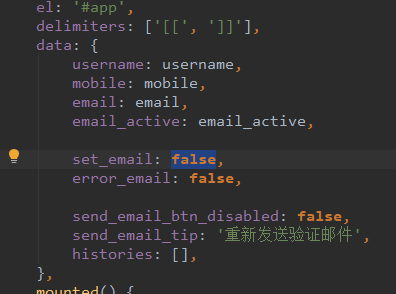 el: '#app',
delimiters: ['[[', ']]'],
data: {
username: username,
mobile: mobile,
email: email,
email_active: email_active,
set_email: false,
error_email: false,
send_email_btn_disabled: false,
send_email_tip: '重新发送验证邮件',
histories: [],
},
mounted() {